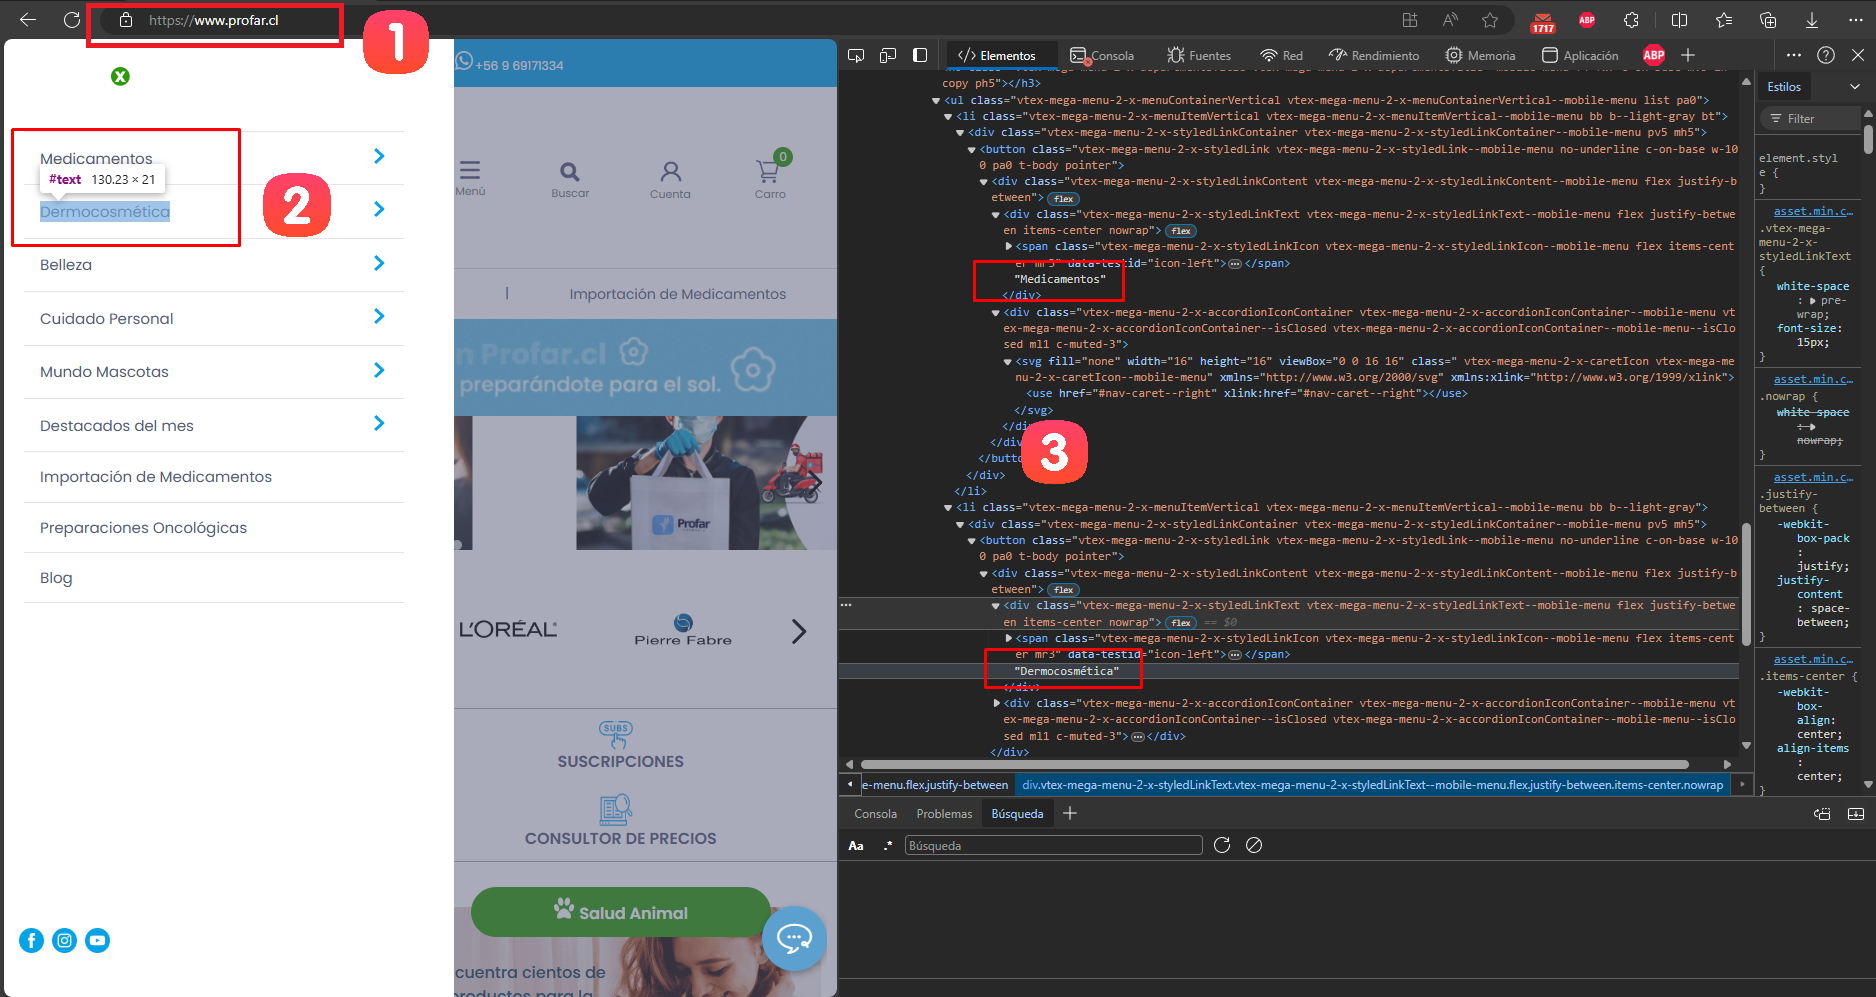 https://www.profar.cl
1
1717
ABP
X
Medicamentos
#text 130.23 × 21
Dermocosmética
2
Belleza
Cuidado Personal
Mundo Mascotas
Destacados del mes
Importación de Medicamentos
Preparaciones Oncológicas
Blog
+56 9 69171334
Menú
Buscar
Cuenta
0
Carro
|
Importación de Medicamentos
n Profar.cl
preparándote para el sol.
Profar
L'ORÉAL
Pierre Fabre
SUBS
SUSCRIPCIONES
CONSULTOR DE PRECIOS
Salud Animal
cuentra cientos de
productos para la
Elementos
Consola
Fuentes
Red
Rendimiento
Memoria
Aplicación
ABP
copy ph5"></h3>
<ul class="vtex-mega-menu-2-x-menuContainerVertical vtex-mega-menu-2-x-menuContainerVertical--mobile-menu list pa0">
<li class="vtex-mega-menu-2-x-menuItemVertical vtex-mega-menu-2-x-menuItemVertical--mobile-menu bb b--light-gray bt">
<div class="vtex-mega-menu-2-x-styledLinkContainer vtex-mega-menu-2-x-styledLinkContainer--mobile-menu pv5 mh5">
<button class="vtex-mega-menu-2-x-styledLink vtex-mega-menu-2-x-styledLink--mobile-menu no-underline c-on-base w-10
0 pa0 t-body pointer">
<div class="vtex-mega-menu-2-x-styledLinkContent vtex-mega-menu-2-x-styledLinkContent--mobile-menu flex justify-b
etween"> flex
<div class="vtex-mega-menu-2-x-styledLinkText vtex-mega-menu-2-x-styledLinkText--mobile-menu flex justify-betwe
en items-center nowrap"> flex
<span class="vtex-mega-menu-2-x-styledLinkIcon vtex-mega-menu-2-x-styledLinkIcon--mobile-menu flex items-cent
er mr3" data-testid="icon-left">…</span>
"Medicamentos"
</div>
<div class="vtex-mega-menu-2-x-accordionIconContainer vtex-mega-menu-2-x-accordionIconContainer--mobile-menu vt
ex-mega-menu-2-x-accordionIconContainer--isClosed vtex-mega-menu-2-x-accordionIconContainer--mobile-menu--isClo
sed ml1 c-muted-3">
<svg fill="none" width="16" height="16" viewBox="0 0 16 16" class=" vtex-mega-menu-2-x-caretIcon vtex-mega-me
nu-2-x-caretIcon--mobile-menu" xmlns="http://www.w3.org/2000/svg" xmlns:xlink="http://www.w3.org/1999/xlink">
<use href="#nav-caret--right" xlink:href="#nav-caret--right"></use>
</svg>
</di
</div
3
</butto
</div>
</li>
<li class="vtex-mega-menu-2-x-menuItemVertical vtex-mega-menu-2-x-menuItemVertical--mobile-menu bb b--light-gray">
<div class="vtex-mega-menu-2-x-styledLinkContainer vtex-mega-menu-2-x-styledLinkContainer--mobile-menu pv5 mh5">
<button class="vtex-mega-menu-2-x-styledLink vtex-mega-menu-2-x-styledLink--mobile-menu no-underline c-on-base w-10
0 pa0 t-body pointer">
<div class="vtex-mega-menu-2-x-styledLinkContent vtex-mega-menu-2-x-styledLinkContent--mobile-menu flex justify-b
etween"> flex
<div class="vtex-mega-menu-2-x-styledLinkText vtex-mega-menu-2-x-styledLinkText--mobile-menu flex justify-betwe
en items-center nowrap"> flex == $0
<span class="vtex-mega-menu-2-x-styledLinkIcon vtex-mega-menu-2-x-styledLinkIcon--mobile-menu flex items-cent
er mr3" data-testid="icon-left">…</span>
"Dermocosmética"
</div>
<div class="vtex-mega-menu-2-x-accordionIconContainer vtex-mega-menu-2-x-accordionIconContainer--mobile-menu vt
ex-mega-menu-2-x-accordionIconContainer--isClosed vtex-mega-menu-2-x-accordionIconContainer--mobile-menu--isClo
sed ml1 c-muted-3">…</div>
</div>
e-menu.flex.justify-between
div.vtex-mega-menu-2-x-styledLinkText.vtex-mega-menu-2-x-styledLinkText--mobile-menu.flex.justify-between.items-center.nowrap
Estilos
Filter
element.styl
e {
}
asset.min.c…
.vtex-mega-
menu-2-x-
styledLinkText
{
white-space
: pre-
wrap;
font-size:
15px;
}
asset.min.c…
.nowrap {
white-space
:
nowrap;
}
asset.min.c…
.justify-
between {
-webkit-
box-pack
:
justify;
justify-
content
: space-
between;
}
asset.min.c…
.items-center {
-webkit-
box-
align:
center;
align-items
:
center;
}
Consola
Problemas
Búsqueda
Aa
.*
Búsqueda